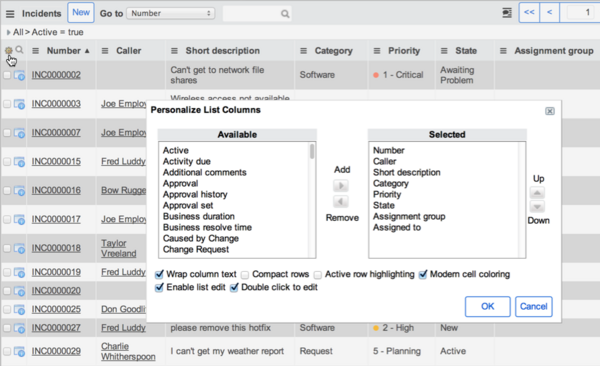 Incidents New Go to Number << < 1
All>Active = true
Number Caller Short description Category Priority State Assignment group
INC0000002 Can't get to network file shares Software 1 - Critical Awaiting Problem
INC0000003 Joe Employ Wireless access not available
INC0000007 Joe Employ
INC0000015 Fred Luddy
INC0000016 Bow Rugge
INC0000017 Joe Employ
INC0000018 Taylor Vreeland
INC0000019 Fred Luddy
INC0000020
INC0000025 Don Goodli
INC0000027 Fred Luddy please remove this hotfix Software 2 - High New
INC0000029 Charlie Whitherspoon I can't get my weather report Request 5 - Planning Active
Personalize List Columns
Available
Active
Activity due
Additional comments
Approval
Approval history
Approval set
Business duration
Business resolve time
Caused by Change
Change Request
Add
Remove
Selected
Number
Caller
Short description
Category
Priority
State
Assignment group
Assigned to
Up
Down
Wrap column text Compact rows Active row highlighting Modern cell coloring
Enable list edit Double click to edit
OK Cancel